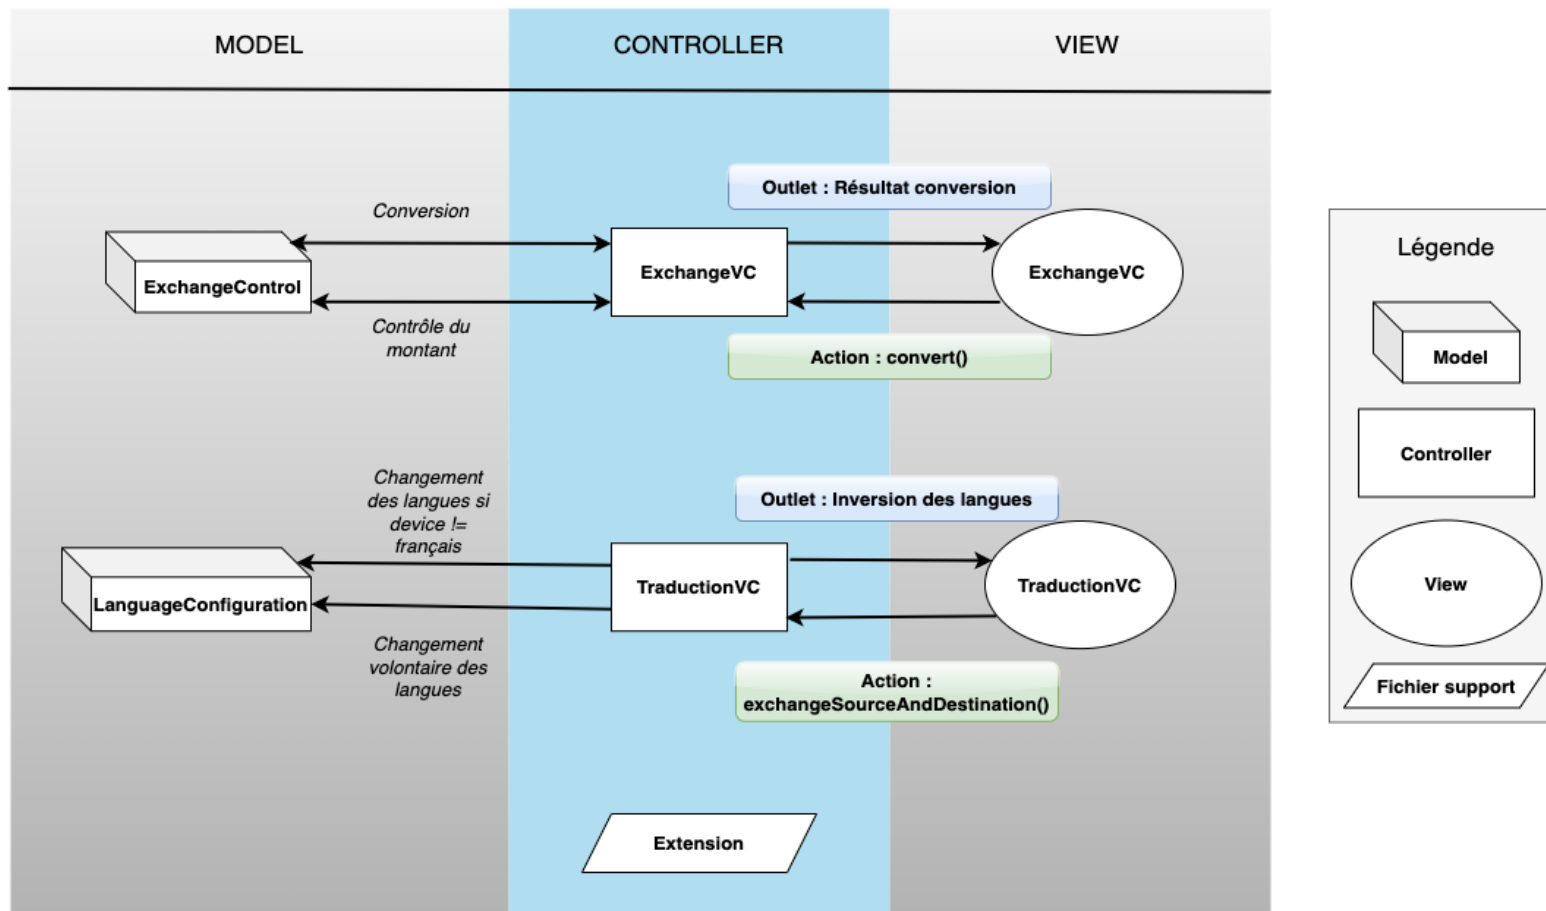 MODEL
CONTROLLER
VIEW
Outlet : Résultat conversion
Conversion
ExchangeControl
ExchangeVC
ExchangeVC
Contrôle du
montant
Action : convert()
Changement
des langues si
device !=
français
Outlet : Inversion des langues
LanguageConfiguration
TraductionVC
TraductionVC
Changement
volontaire des
langues
Action :
exchangeSourceAndDestination()
Extension
Légende
Model
Controller
View
Fichier support